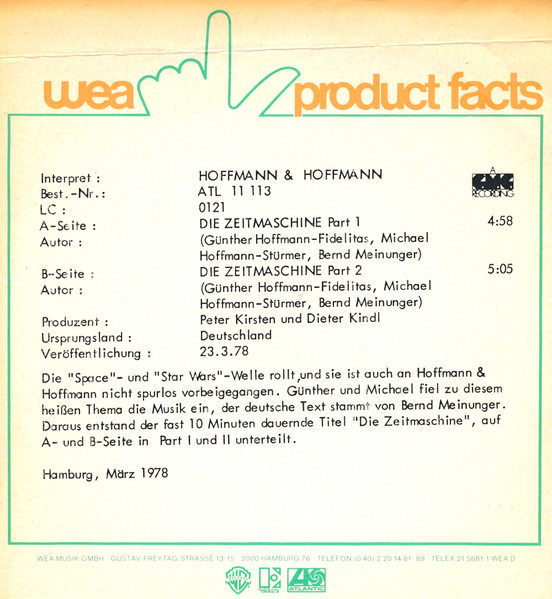 wea product facts
Interpret : HOFFMANN & HOFFMANN
Best.-Nr.: ATL 11 113
A
GMG
RECORDING
LC : 0121
A-Seite : DIE ZEITMASCHINE Part 1 4:58
Autor : (Günther Hoffmann-Fidelitas, Michael
Hoffmann-Stürmer, Bernd Meinunger)
B-Seite : DIE ZEITMASCHINE Part 2 5:05
Autor : (Günther Hoffmann-Fidelitas, Michael
Hoffmann-Stürmer, Bernd Meinunger)
Produzent : Peter Kirsten und Dieter Kindl
Ursprungsland : Deutschland
Veröffentlichung : 23.3.78
Die "Space"- und "Star Wars"-Welle rollt,und sie ist auch an Hoffmann &
Hoffmann nicht spurlos vorbeigegangen. Günther und Michael fiel zu diesem
heißen Thema die Musik ein, der deutsche Text stammt von Bernd Meinunger.
Daraus entstand der fast 10 Minuten dauernde Titel "Die Zeitmaschine", auf
A- und B-Seite in Part I und II unterteilt.
Hamburg, März 1978
WEA MUSIK GMBH · GUSTAV-FREYTAG-STRASSE 13-15 · 2000 HAMBURG 76 · TELEFON (0 40) 2 20 14 81-89 · TELEX 21 5881-1 WEA D
ATLANTIC